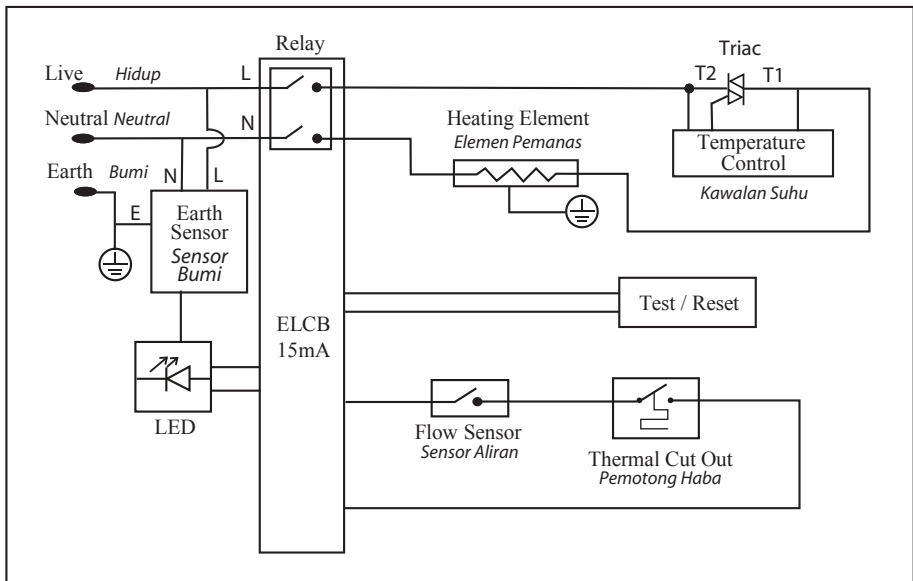 Relay
Triac
Live Hidup
L
T2
T1
Neutral Neutral
N
Heating Element
Elemen Pemanas
Temperature
Control
Kawalan Suhu
Earth Bumi
N
L
E
Earth
Sensor
Sensor
Bumi
Test / Reset
ELCB
15mA
LED
Flow Sensor
Sensor Aliran
Thermal Cut Out
Pemotong Haba